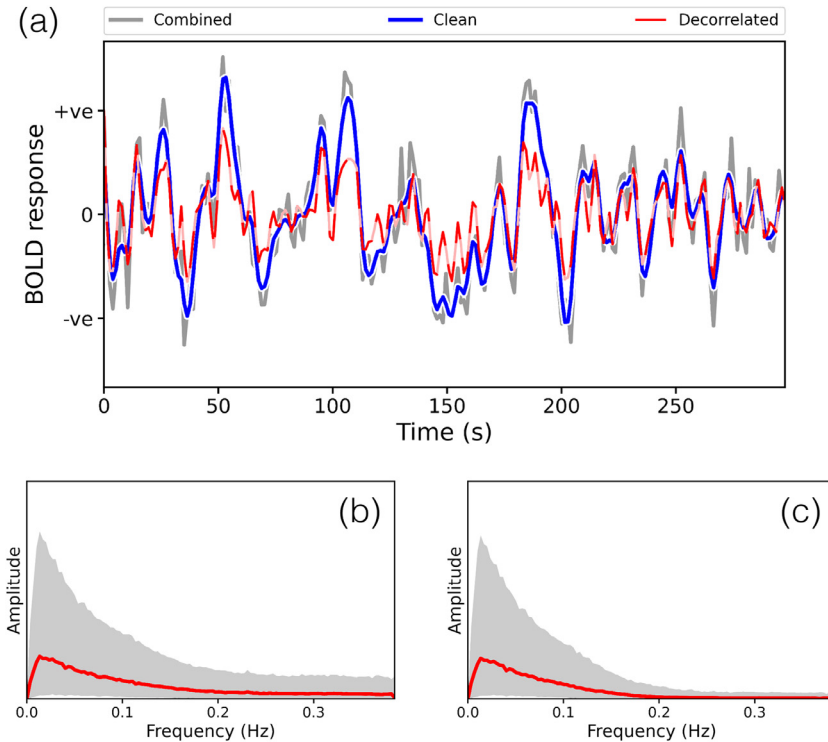 (a)
Combined Clean Decorrelated
+ve
0
-ve
BOLD response
0 50 100 150 200 250
Time (s)
(b)
Amplitude
0.0 0.1 0.2 0.3
Frequency (Hz)
(c)
Amplitude
0.0 0.1 0.2 0.3
Frequency (Hz)